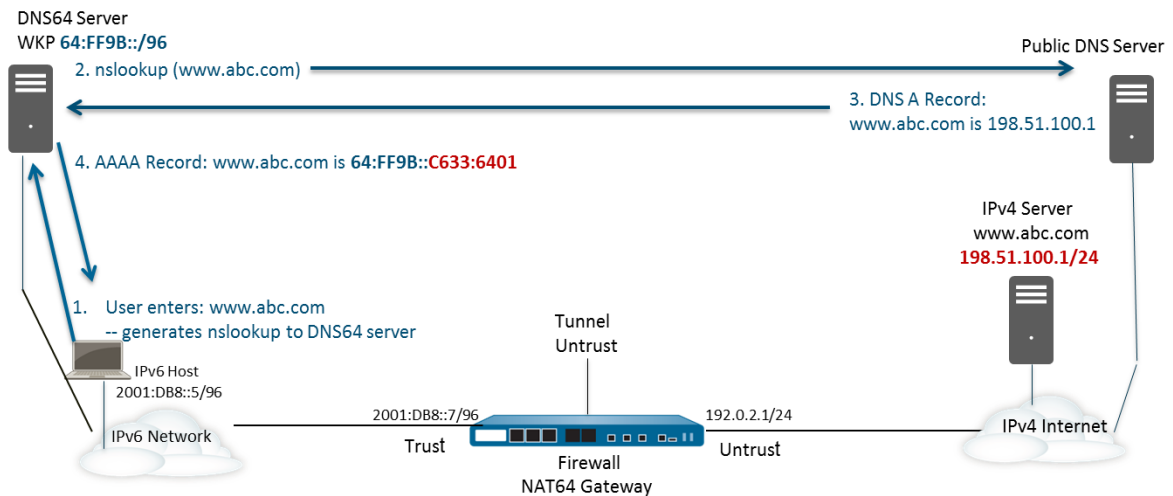 DNS64 Server
WKP 64:FF9B::/96
Public DNS Server
2. nslookup (www.abc.com)
3. DNS A Record:
www.abc.com is 198.51.100.1
4. AAAA Record: www.abc.com is 64:FF9B::C633:6401
IPv4 Server
www.abc.com
198.51.100.1/24
1. User enters: www.abc.com
-- generates nslookup to DNS64 server
Tunnel
Untrust
IPv6 Host
2001:DB8::5/96
2001:DB8::7/96
192.0.2.1/24
IPv6 Network
IPv4 Internet
Trust
Untrust
Firewall
NAT64 Gateway